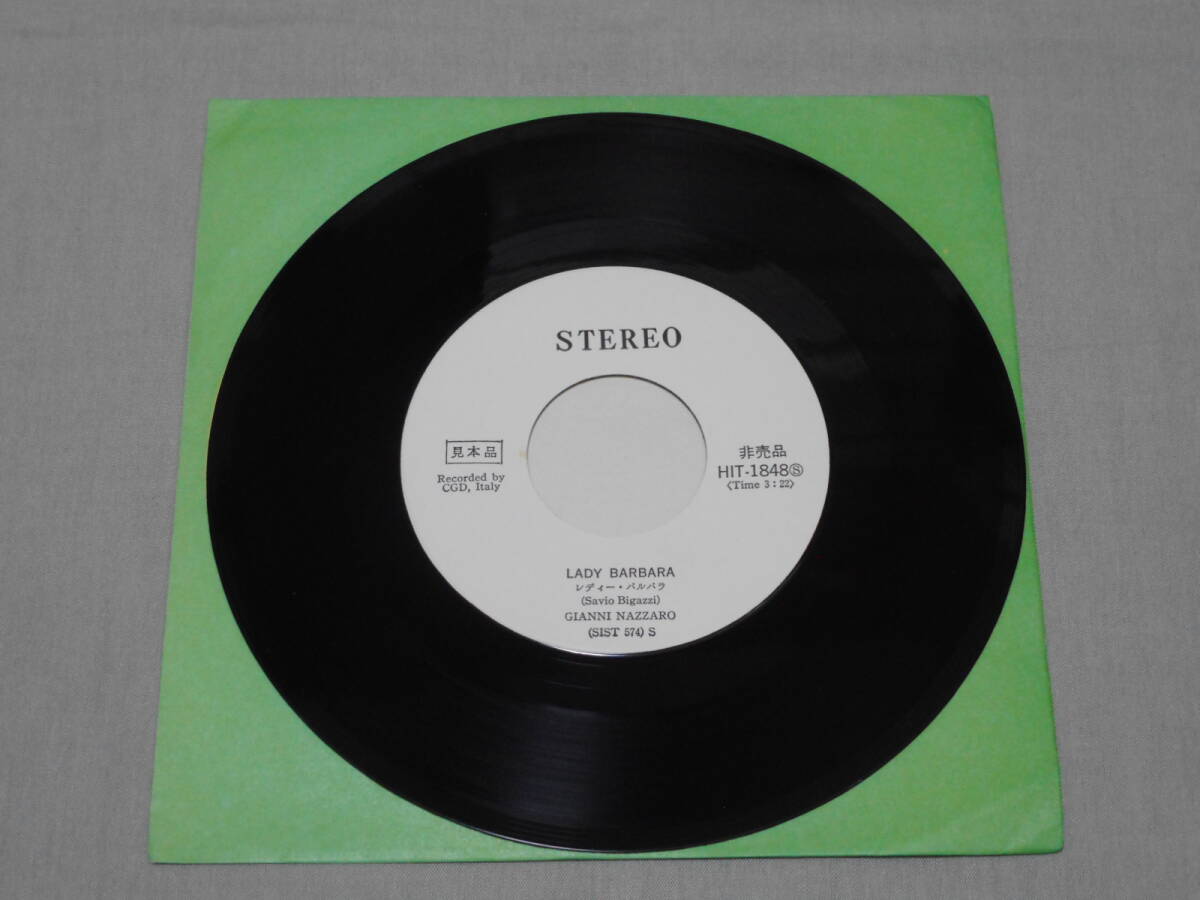 STEREO
見本品
Recorded by
CGD, Italy
非売品
HIT-1848Ⓢ
〈Time 3:22〉
LADY BARBARA
レディー・バルバラ
(Savio Bigazzi)
GIANNI NAZZARO
(SIST 574) S